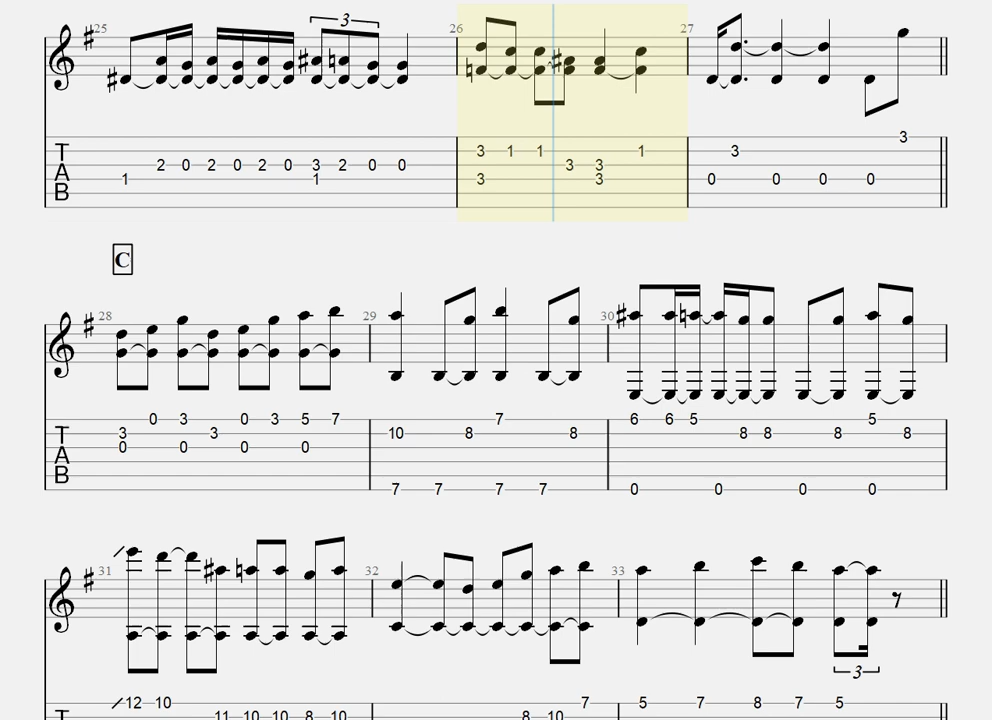 25 3 26 27
3
T 3 1 1 1 3
A 2 0 2 0 2 0 3 2 0 0 3 3
B 1 1 3 3 0 0 0 0
C
28 29 30
0 3 0 3 5 7 7 6 6 5 5
T 3 3 10 8 8 8 8 8 8
A 0 0 0
B
7 7 7 7 0 0 0 0
31 32 33
3
12 10 7 5 7 8 7 5
11 10 10 8 10 8 10